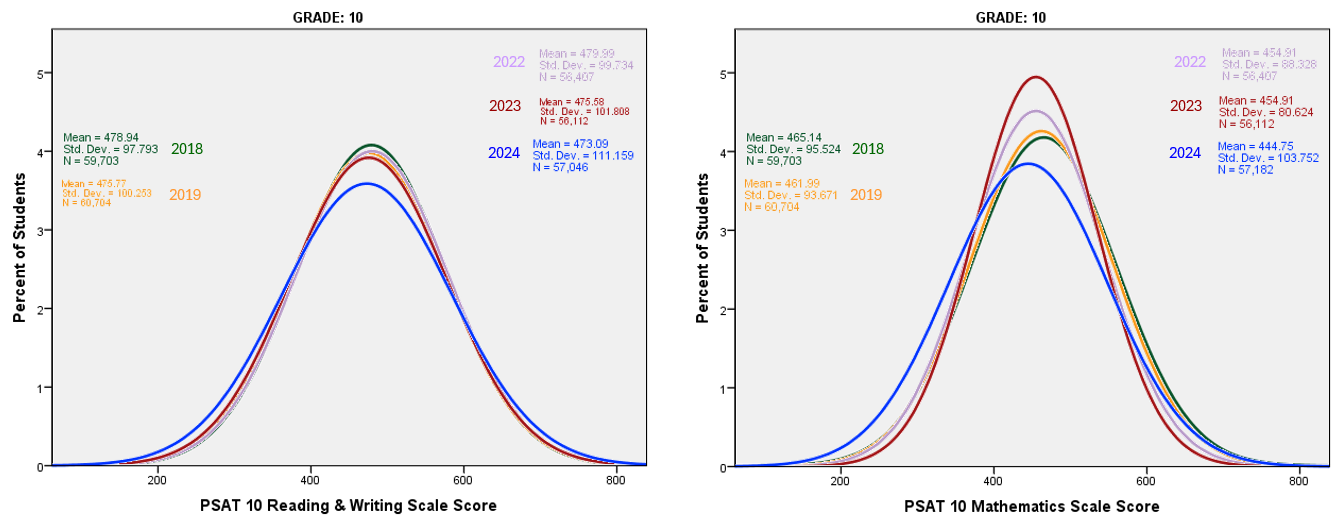 GRADE: 10
2022
Mean = 479.99
Std. Dev. = 99.734
N = 56,407
2023
Mean = 475.58
Std. Dev. = 101.808
N = 56,112
2024
Mean = 473.09
Std. Dev. = 111.159
N = 57,046
Mean = 478.94
Std. Dev. = 97.793
N = 59,703
2018
Mean = 475.77
Std. Dev. = 100.253
N = 60,704
2019
Percent of Students
5
4
3
2
1
0
200
400
600
800
PSAT 10 Reading & Writing Scale Score
GRADE: 10
2022
Mean = 454.91
Std. Dev. = 88.328
N = 56,407
2023
Mean = 454.91
Std. Dev. = 80.624
N = 56,112
2024
Mean = 444.75
Std. Dev. = 103.752
N = 57,182
Mean = 465.14
Std. Dev. = 95.524
N = 59,703
2018
Mean = 461.99
Std. Dev. = 93.671
N = 60,704
2019
Percent of Students
5
4
3
2
1
0
200
400
600
800
PSAT 10 Mathematics Scale Score